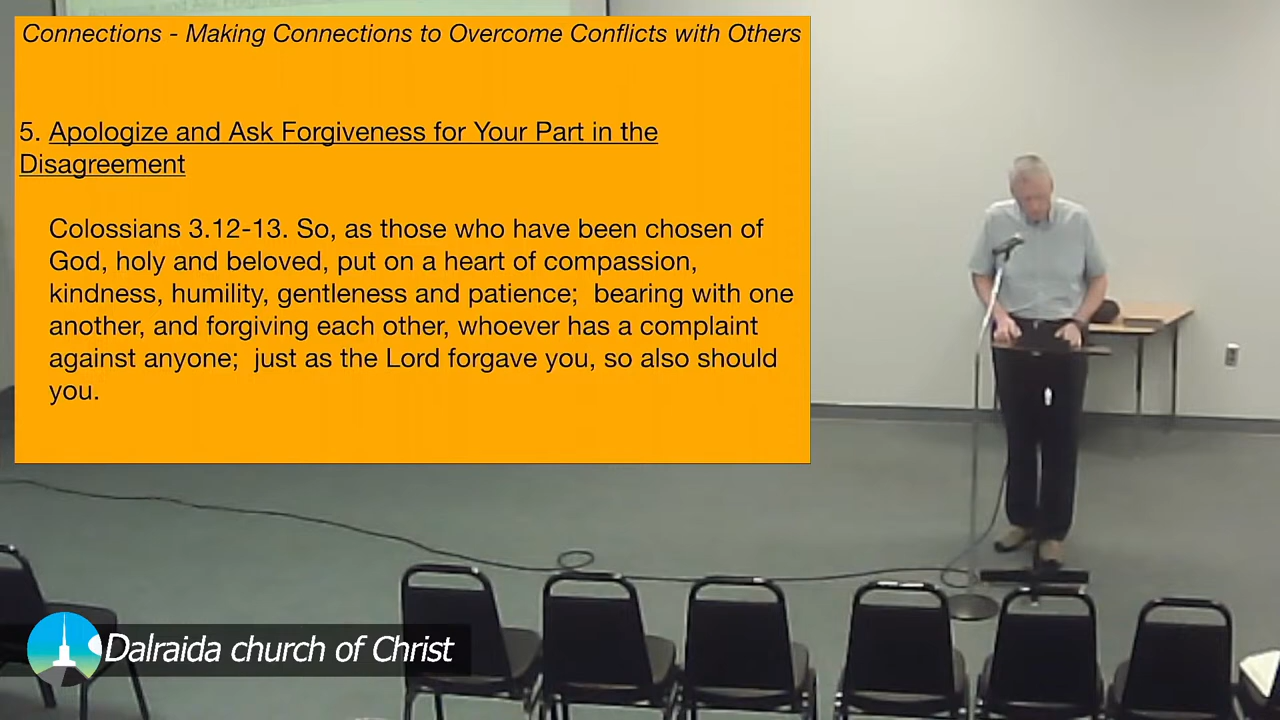 Connections - Making Connections to Overcome Conflicts with Others
5. Apologize and Ask Forgiveness for Your Part in the
Disagreement
Colossians 3.12-13. So, as those who have been chosen of
God, holy and beloved, put on a heart of compassion,
kindness, humility, gentleness and patience;  bearing with one
another, and forgiving each other, whoever has a complaint
against anyone;  just as the Lord forgave you, so also should
you.
Dalraida church of Christ